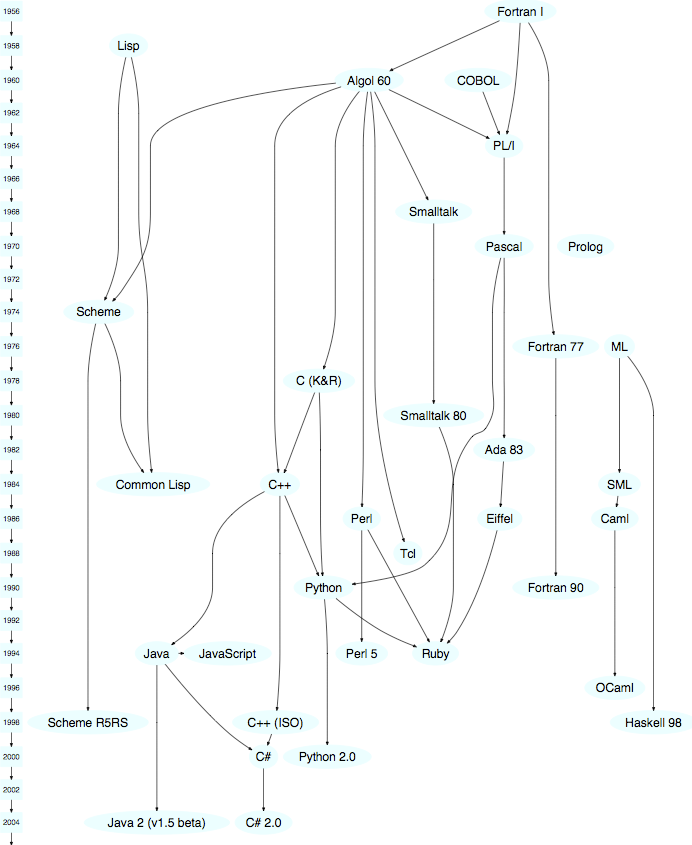 1956 Fortran I
1958 Lisp
1960 Algol 60 COBOL
1962
1964 PL/I
1966
1968 Smalltalk
1970 Pascal Prolog
1972
1974 Scheme
1976 Fortran 77 ML
1978 C (K&R)
1980 Smalltalk 80
1982 Ada 83
1984 Common Lisp C++ SML
1986 Perl Eiffel Caml
1988 Tcl
1990 Python Fortran 90
1992
1994 Java JavaScript Perl 5 Ruby
1996 OCaml
1998 Scheme R5RS C++ (ISO) Haskell 98
2000 C# Python 2.0
2002
2004 Java 2 (v1.5 beta) C# 2.0